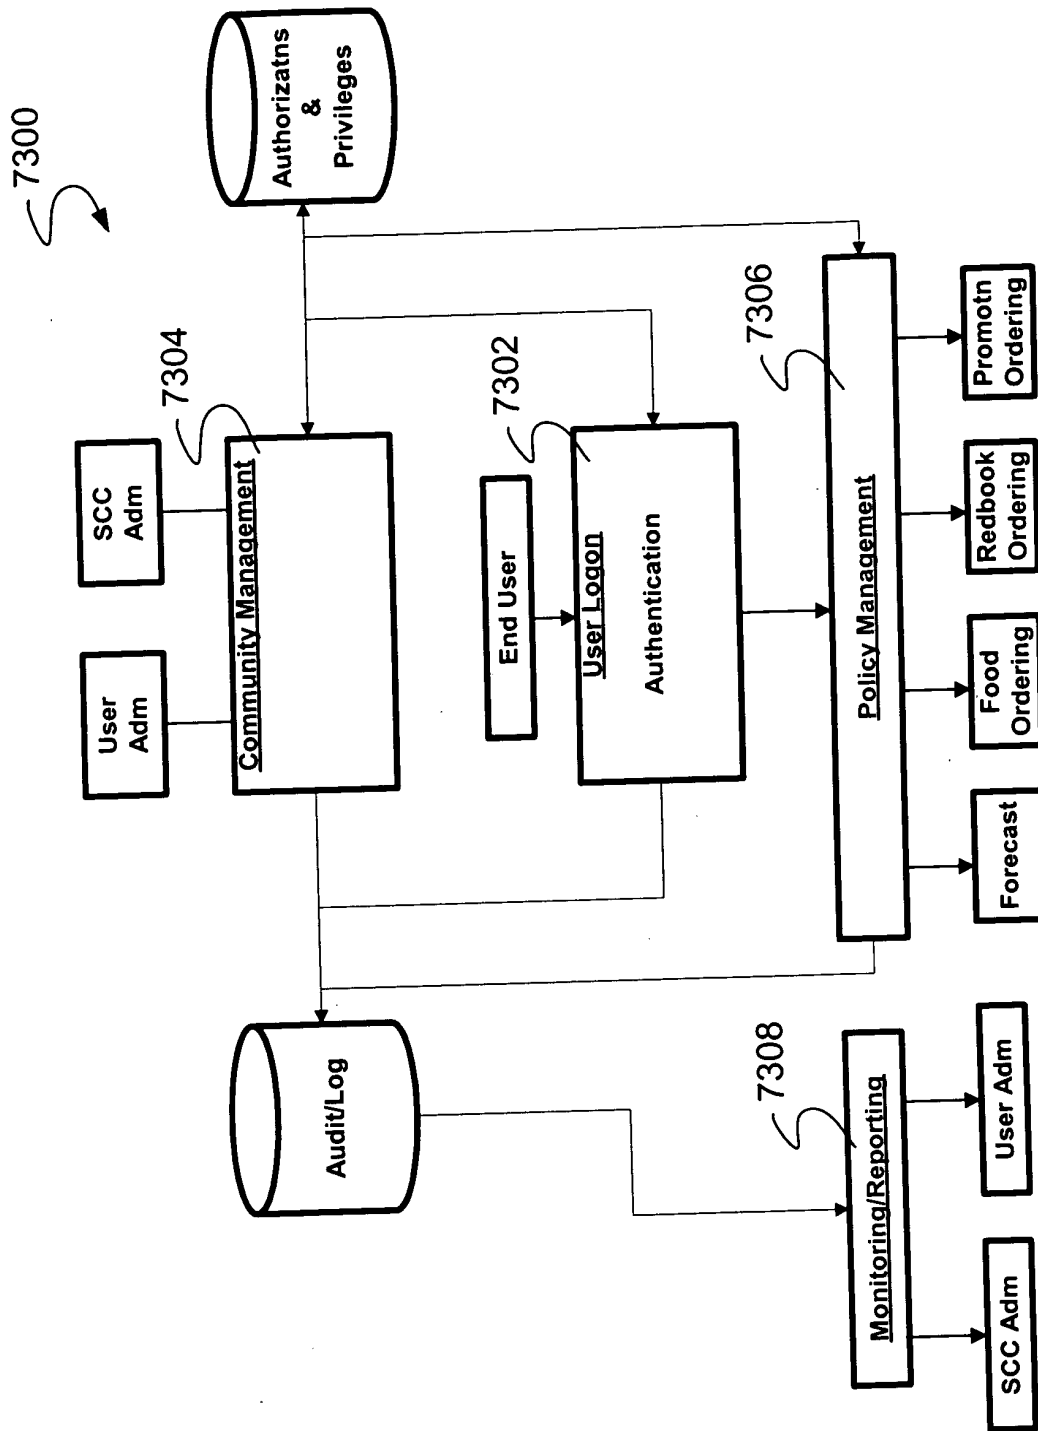 7300
User
Adm
SCC
Adm
7304
Community Management
Authorizatns
&
Privileges
Audit/Log
End User
7302
User Logon
Authentication
7306
Policy Management
7308
Monitoring/Reporting
SCC Adm
User Adm
Forecast
Food
Ordering
Redbook
Ordering
Promotn
Ordering